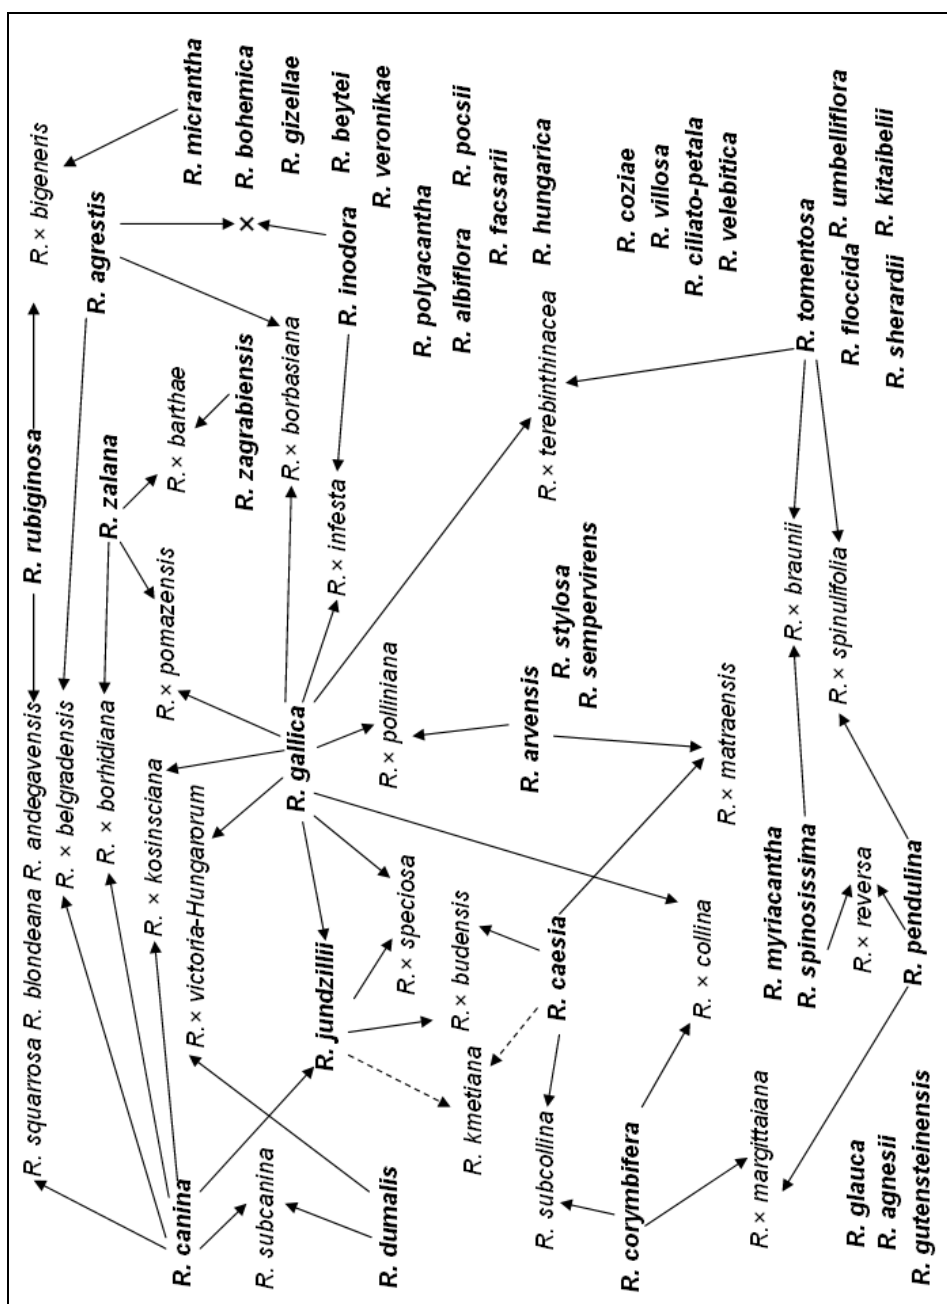 R. squarrosa R. blondeana R. andegavensis
R. rubiginosa
R. × bigeneris
R. × belgradensis
R. agrestis
R. micrantha
R. canina
R. × borhidiana
R. zalana
×
R. bohemica
R. × kosinsciana
R. × pomazensis
R. × barthae
R. gizellae
R. × victoria-Hungarorum
R. zagrabiensis
R. subcanina
R. gallica
R. × borbasiana
R. inodora
R. beytei
R. jundzillii
R. × infesta
R. veronikae
R. dumalis
R. × speciosa
R. × polliniana
R. polyacantha
R. × budensis
R. albiflora
R. pocsii
R. kmetiana
R. facsarii
R. subcollina
R. caesia
R. arvensis
R. stylosa
R. sempervirens
R. × terebinthacea
R. hungarica
R. corymbifera
R. × collina
R. × matraensis
R. coziae
R. villosa
R. ciliato-petala
R. velebitica
R. × margittaiana
R. myriacantha
R. spinosissima
R. × braunii
R. tomentosa
R. × reversa
R. × spinulifolia
R. umbelliflora
R. floccida
R. kitaibelii
R. glauca
R. agnesii
R. gutensteinensis
R. pendulina
R. sherardii